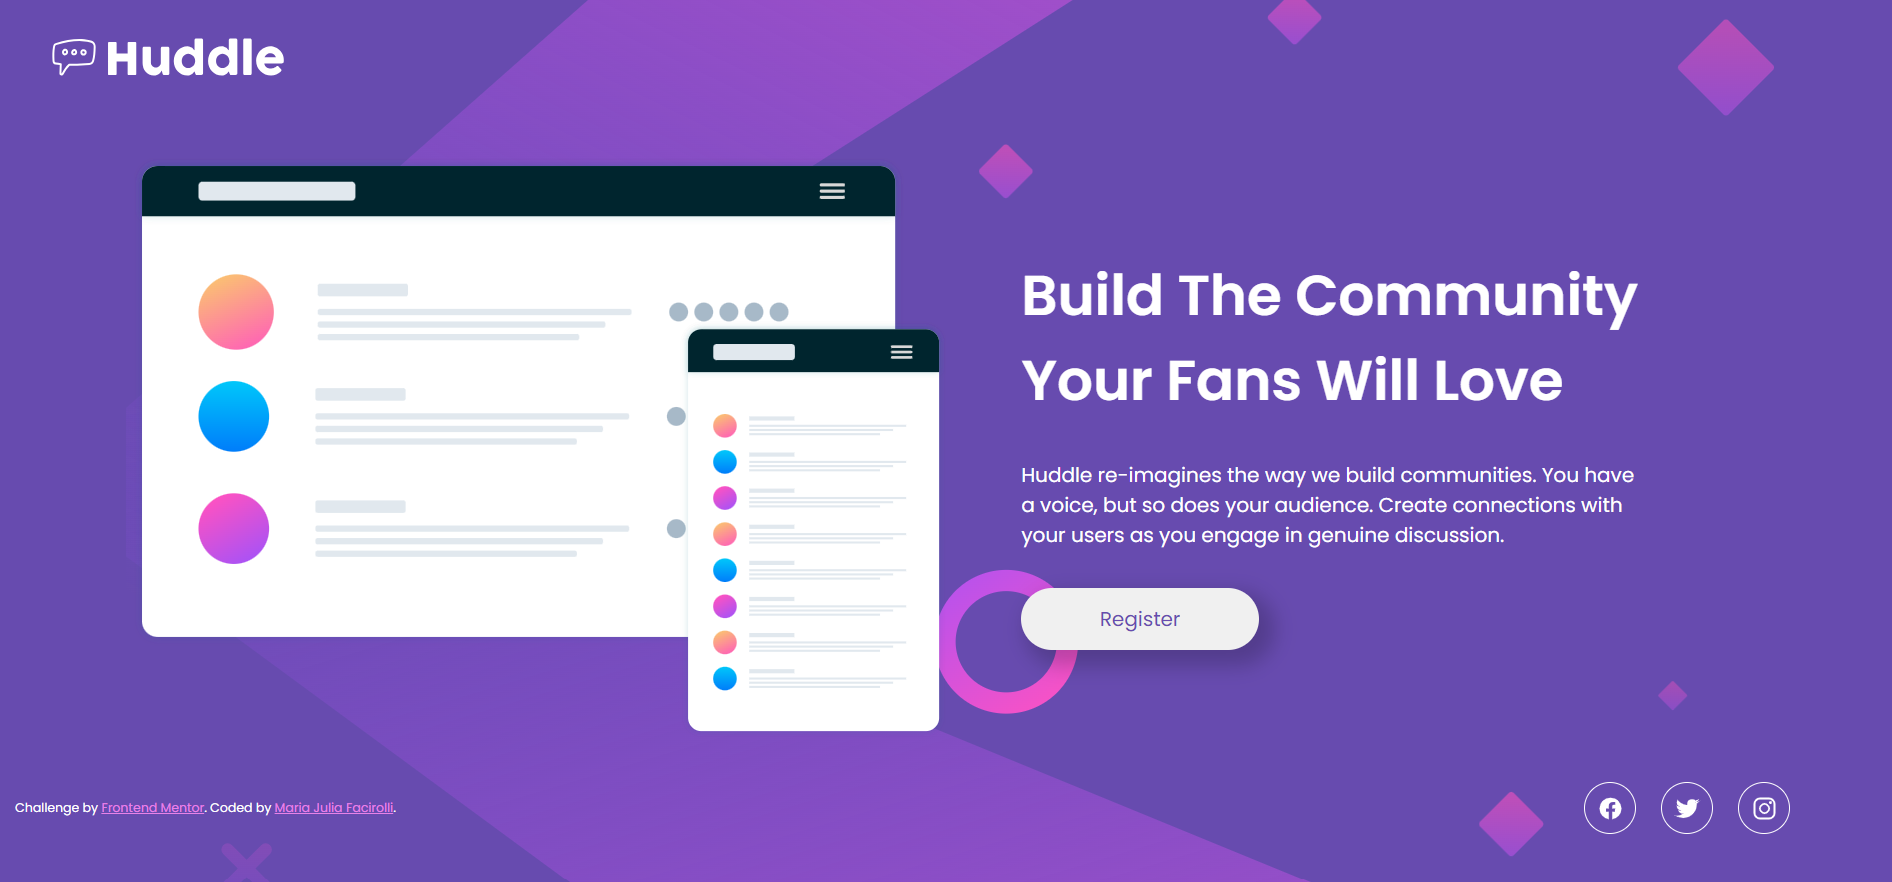 Huddle
Build The Community
Your Fans Will Love
Huddle re-imagines the way we build communities. You have
a voice, but so does your audience. Create connections with
your users as you engage in genuine discussion.
Register
Challenge by Frontend Mentor. Coded by Maria Julia Facirolli.